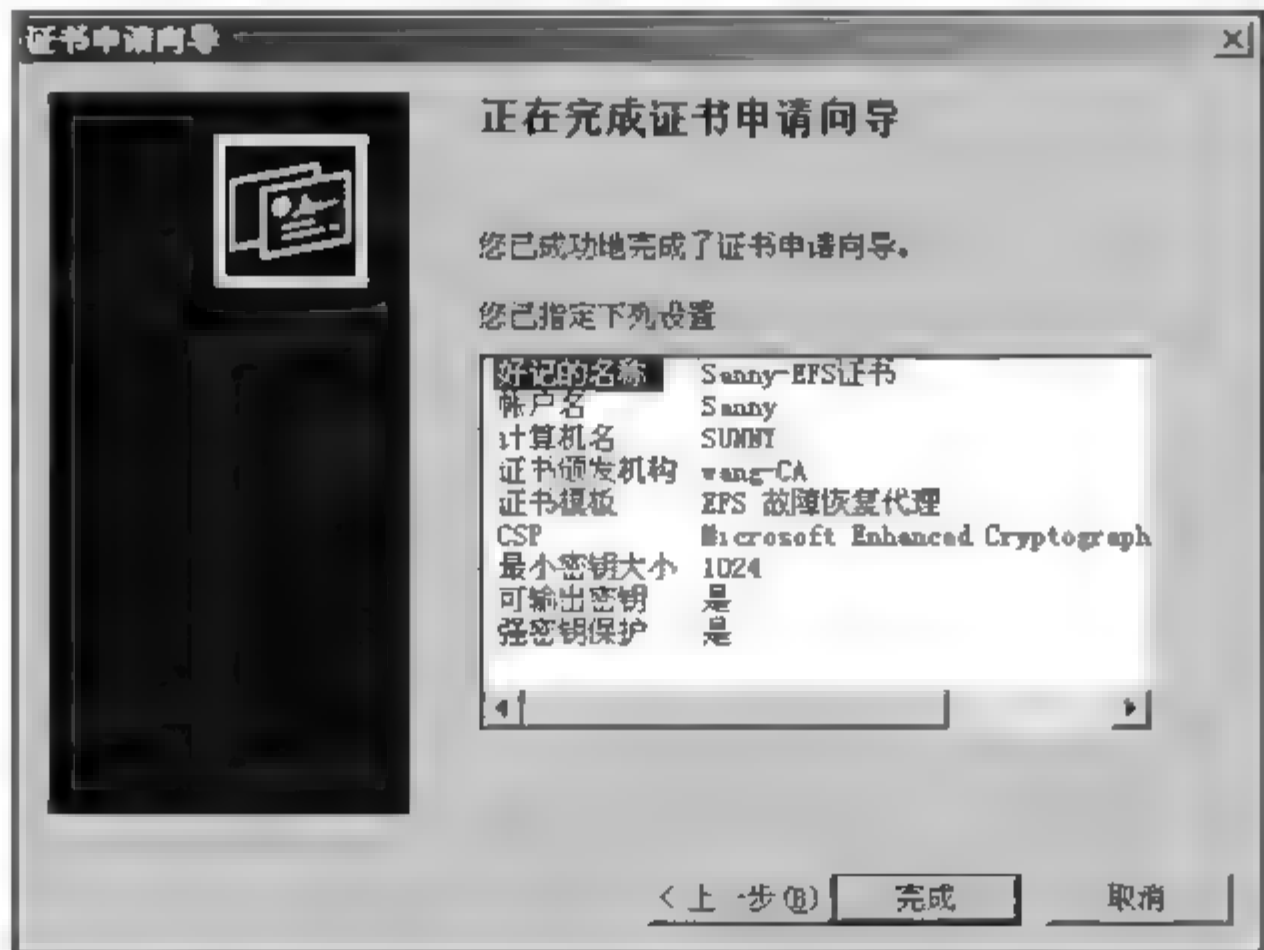 证书申请向导
正在完成证书申请向导
您已成功地完成了证书申请向导。
您已指定下列设置
好记的名称 Sunny-EFS证书
帐户名 Sunny
计算机名 SUNNY
证书颁发机构 wang-CA
证书模板 EFS 故障恢复代理
CSP Microsoft Enhanced Cryptograph
最小密钥大小 1024
可输出密钥 是
强密钥保护 是
< 上一步(B) 完成 取消